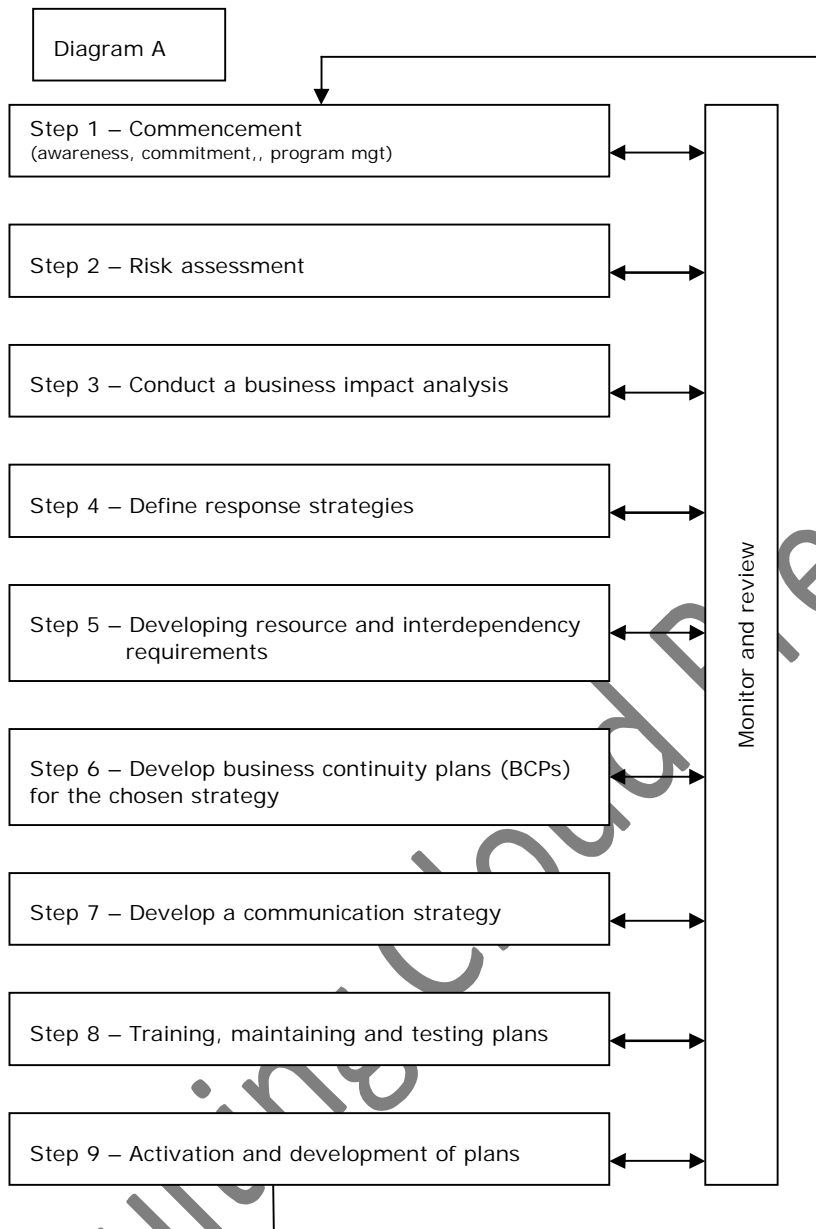 Diagram A
Step 1 – Commencement
(awareness, commitment,, program mgt)
Step 2 – Risk assessment
Step 3 – Conduct a business impact analysis
Step 4 – Define response strategies
Step 5 – Developing resource and interdependency
requirements
Step 6 – Develop business continuity plans (BCPs)
for the chosen strategy
Step 7 – Develop a communication strategy
Step 8 – Training, maintaining and testing plans
Step 9 – Activation and development of plans
Monitor and review
Cloud